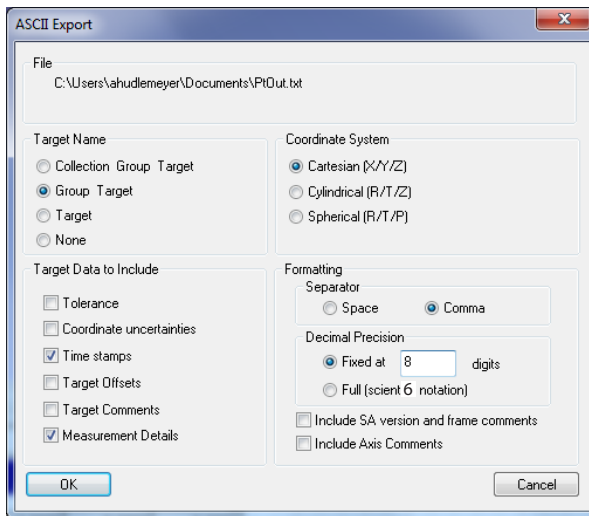 ASCII Export
File
C:\Users\ahudlemeyer\Documents\PtOut.txt
Target Name
Collection Group Target
Group Target
Target
None
Coordinate System
Cartesian (X/Y/Z)
Cylindrical (R/T/Z)
Spherical (R/T/P)
Target Data to Include
Tolerance
Coordinate uncertainties
Time stamps
Target Offsets
Target Comments
Measurement Details
Formatting
Separator
Space
Comma
Decimal Precision
Fixed at 8 digits
Full (scient 6 notation)
Include SA version and frame comments
Include Axis Comments
OK
Cancel